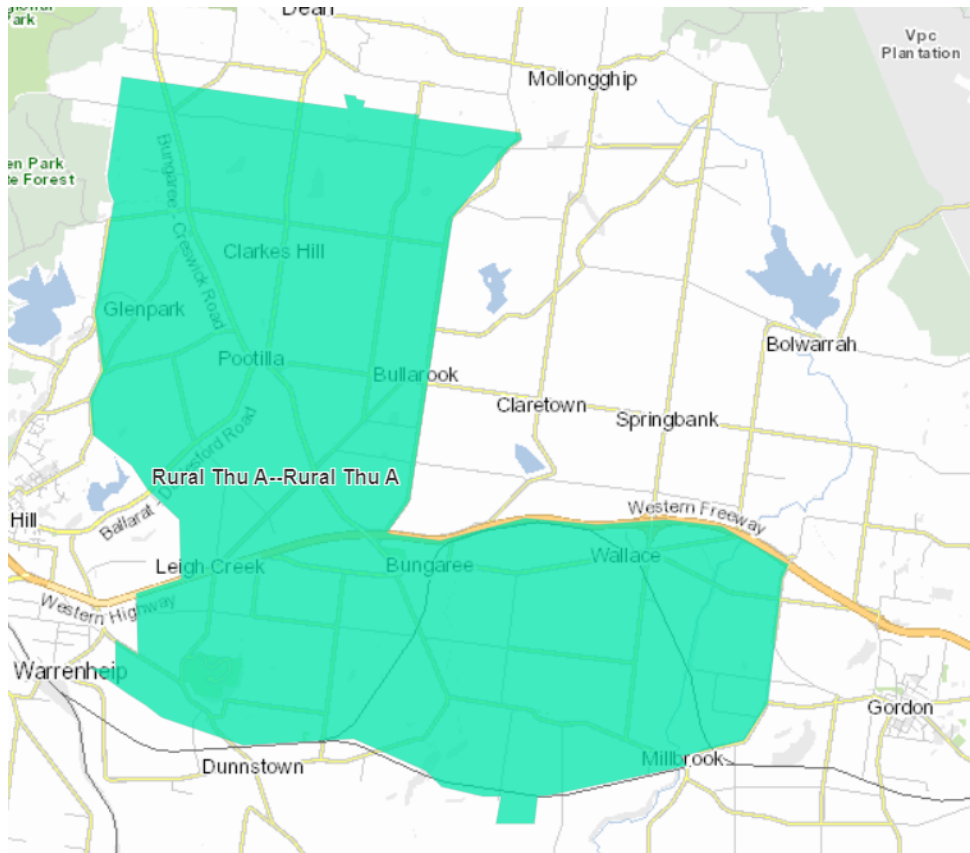 Park
Dean
Vpc
Plantation
Mollongghip
Park
Forest
Bungaree - Creswick Road
Clarkes Hill
Glenpark
Pootilla
Bolwarrah
Bullarook
Claretown
Springbank
Rural Thu A--Rural Thu A
Ballarat - Daylesford Road
Hill
Western Freeway
Wallace
Leigh Creek
Bungaree
Western Highway
Warrenheip
Gordon
Millbrook
Dunnstown